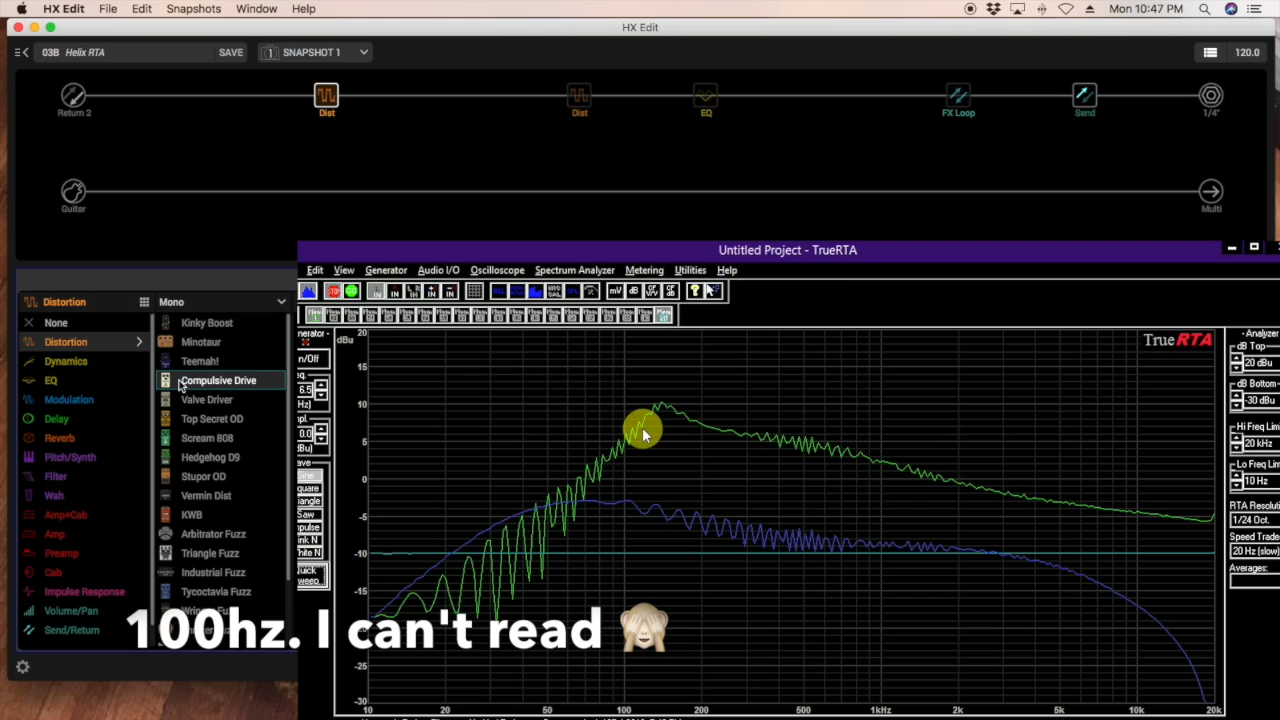 HX Edit File Edit Snapshots Window Help Mon 10:47 PM
HX Edit
03B Helix RTA SAVE 1 SNAPSHOT 1 120.0
Return 2 Dist Dist EQ FX Loop Send 1/4"
Guitar Multi
Distortion Mono
None
Distortion
Dynamics
EQ
Modulation
Delay
Reverb
Pitch/Synth
Filter
Wah
Amp+Cab
Amp
Preamp
Cab
Impulse Response
Volume/Pan
Send/Return
Kinky Boost
Minotaur
Teemah!
Compulsive Drive
Valve Driver
Top Secret OD
Scream 808
Hedgehog D9
Stupor OD
Vermin Dist
KWB
Arbitrator Fuzz
Triangle Fuzz
Industrial Fuzz
Tycoctavia Fuzz
Untitled Project - TrueRTA
Edit View Generator Audio I/O Oscilloscope Spectrum Analyzer Metering Utilities Help
mV dB
dBu
20
15
10
5
0
-5
-10
-15
-25
-30
10 20 50 100 200 500 1kHz 2k 5k 10k 20k
TrueRTA
Analyzer
dB Top
20 dBu
dB Bottom
-30 dBu
Hi Freq Lim
20 kHz
Lo Freq Lim
10 Hz
RTA Resoluti
1/24 Oct.
Speed Trade
20 Hz (slow)
Averages:
100hz. I can't read 🙈